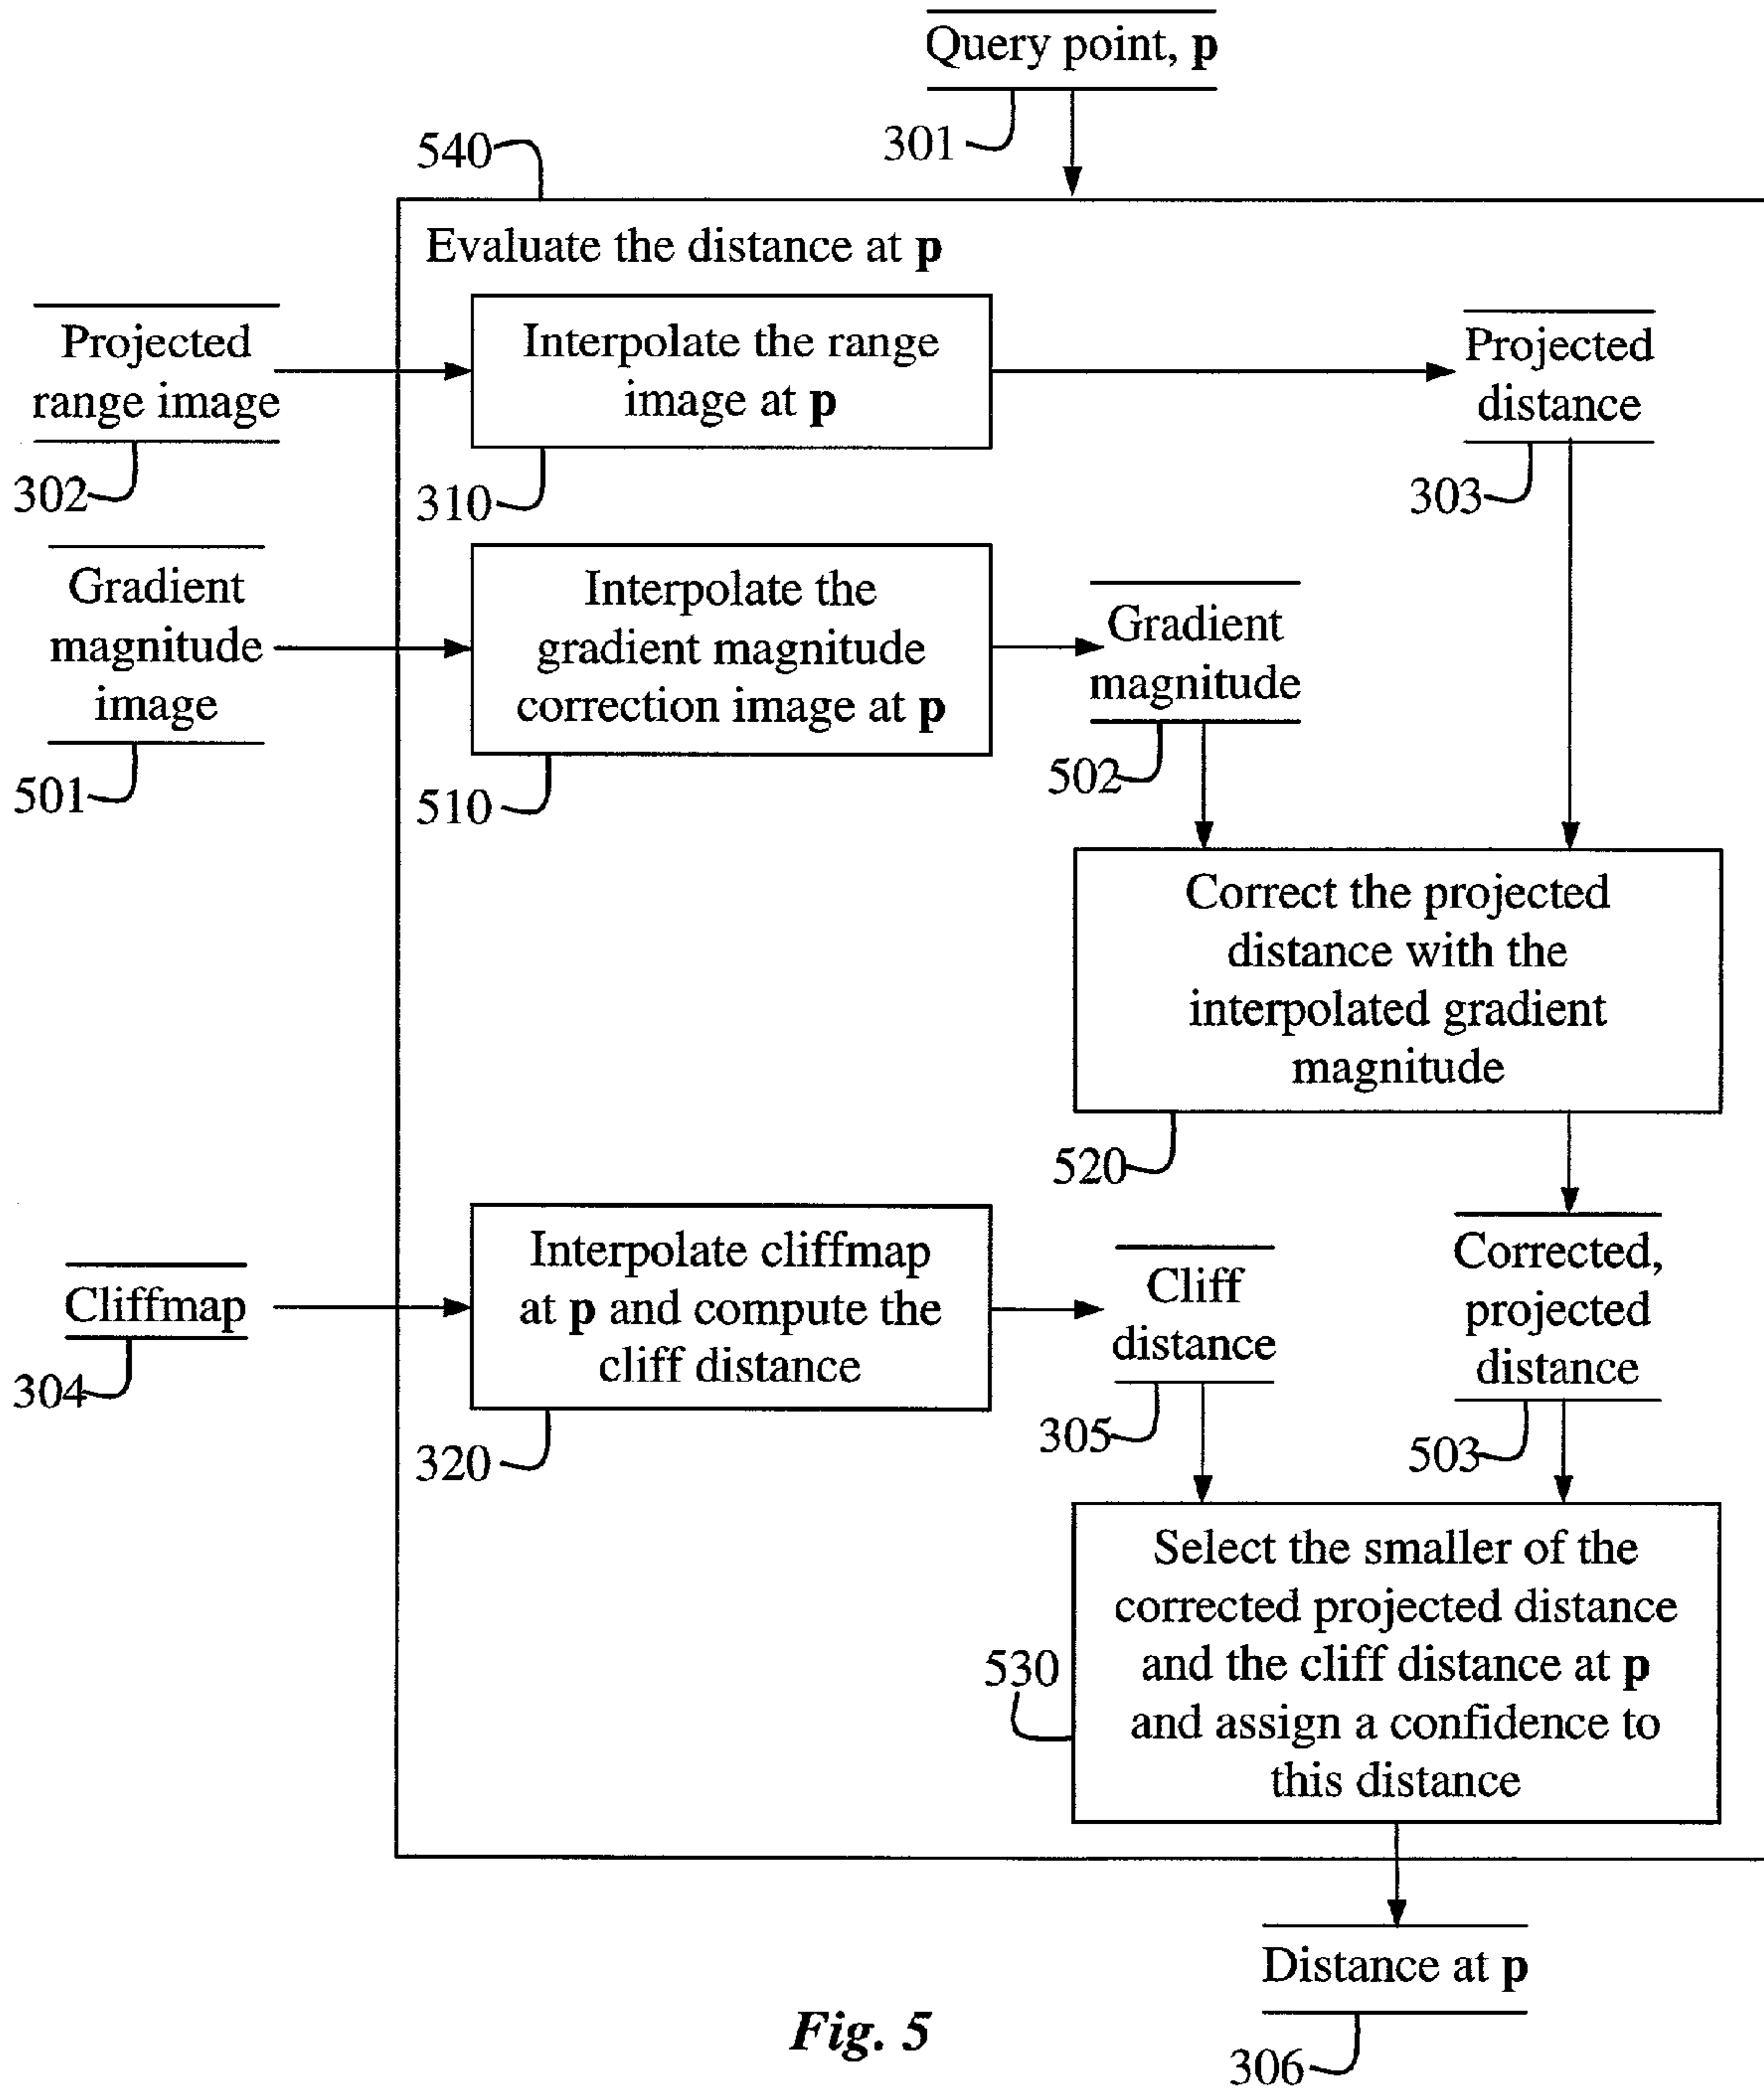 Query point, p
301
540
Evaluate the distance at p
Projected
range image
302
Interpolate the range
image at p
310
Projected
distance
303
Gradient
magnitude
image
501
Interpolate the
gradient magnitude
correction image at p
510
Gradient
magnitude
502
Correct the projected
distance with the
interpolated gradient
magnitude
520
Cliffmap
304
Interpolate cliffmap
at p and compute the
cliff distance
320
Cliff
distance
305
Corrected,
projected
distance
503
Select the smaller of the
corrected projected distance
and the cliff distance at p
and assign a confidence to
this distance
530
Distance at p
306
Fig. 5